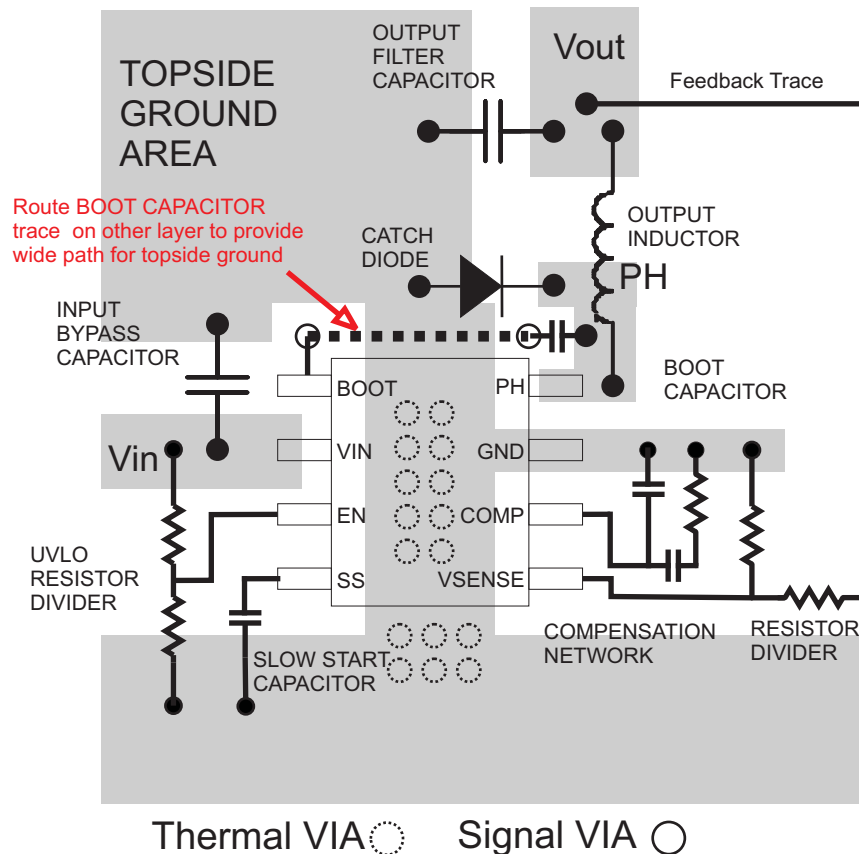 OUTPUT
FILTER
CAPACITOR
Vout
TOPSIDE
GROUND
AREA
Feedback Trace
Route BOOT CAPACITOR
trace on other layer to provide
wide path for topside ground
OUTPUT
INDUCTOR
CATCH
DIODE
PH
INPUT
BYPASS
CAPACITOR
BOOT
CAPACITOR
BOOT
PH
Vin
VIN
GND
EN
COMP
UVLO
RESISTOR
DIVIDER
SS
VSENSE
SLOW START
CAPACITOR
COMPENSATION
NETWORK
RESISTOR
DIVIDER
Thermal VIA
Signal VIA